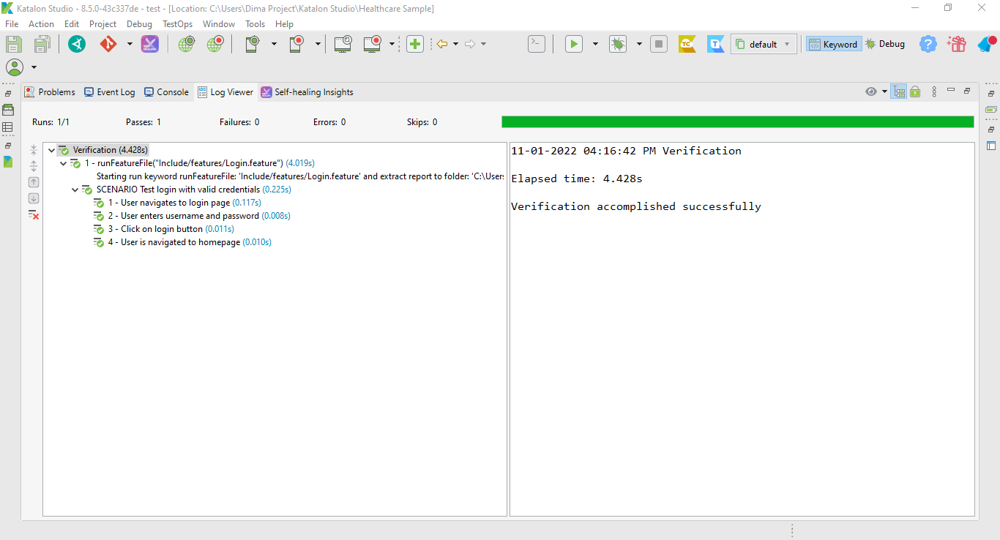 Katalon Studio - 8.5.0-43c337de - test - [Location: C:\Users\Dima Project\Katalon Studio\Healthcare Sample]
File Action Edit Project Debug TestOps Window Tools Help
TC T default Keyword Debug ?
Problems Event Log Console Log Viewer Self-healing Insights
Runs: 1/1 Passes: 1 Failures: 0 Errors: 0 Skips: 0
Verification (4.428s)
1 - runFeatureFile("Include/features/Login.feature") (4.019s)
Starting run keyword runFeatureFile: 'Include/features/Login.feature' and extract report to folder: 'C:\Users
SCENARIO Test login with valid credentials (0.225s)
1 - User navigates to login page (0.117s)
2 - User enters username and password (0.008s)
3 - Click on login button (0.011s)
4 - User is navigated to homepage (0.010s)
11-01-2022 04:16:42 PM Verification
Elapsed time: 4.428s
Verification accomplished successfully